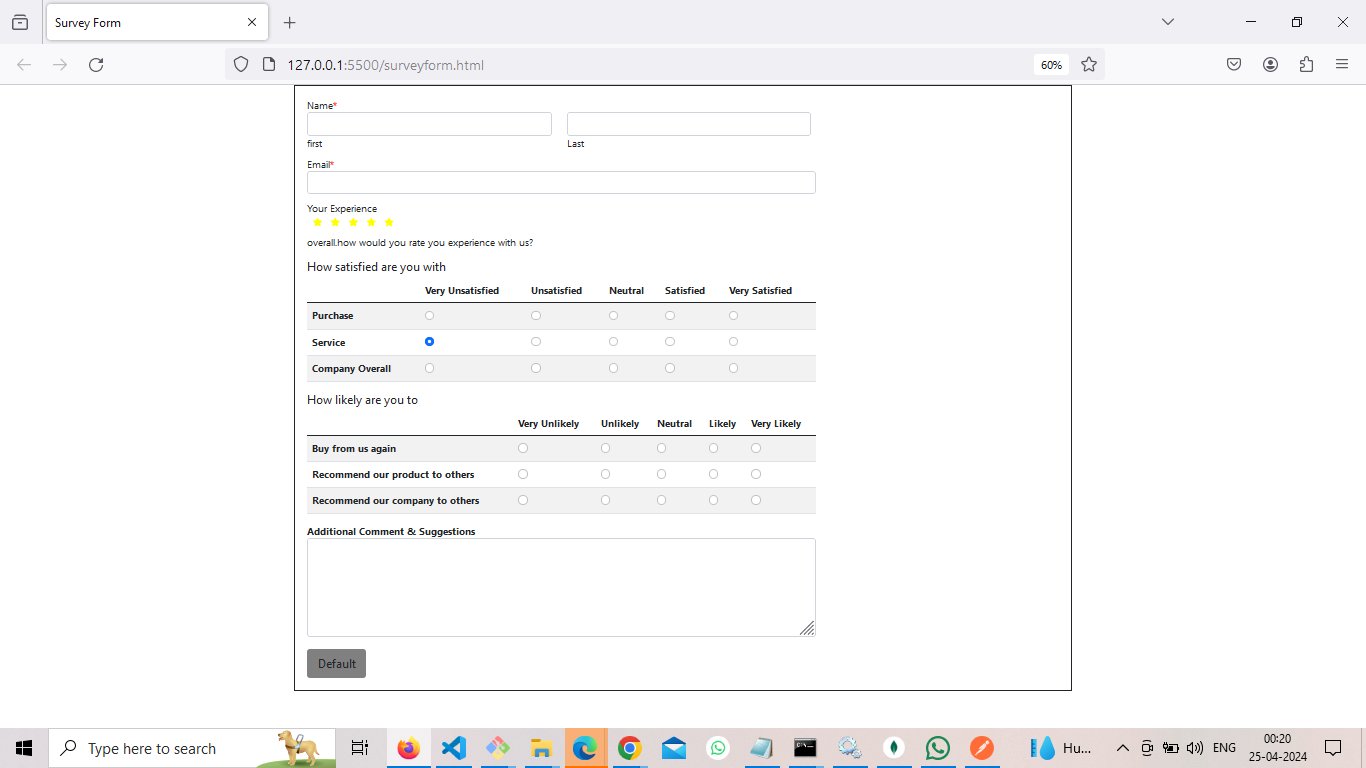 Survey Form
127.0.0.1:5500/surveyform.html
60%
Name*
first Last
Email*
Your Experience
overall.how would you rate you experience with us?
How satisfied are you with
Very Unsatisfied Unsatisfied Neutral Satisfied Very Satisfied
Purchase
Service
Company Overall
How likely are you to
Very Unlikely Unlikely Neutral Likely Very Likely
Buy from us again
Recommend our product to others
Recommend our company to others
Additional Comment & Suggestions
Default
Type here to search
Hu...
ENG
00:20
25-04-2024